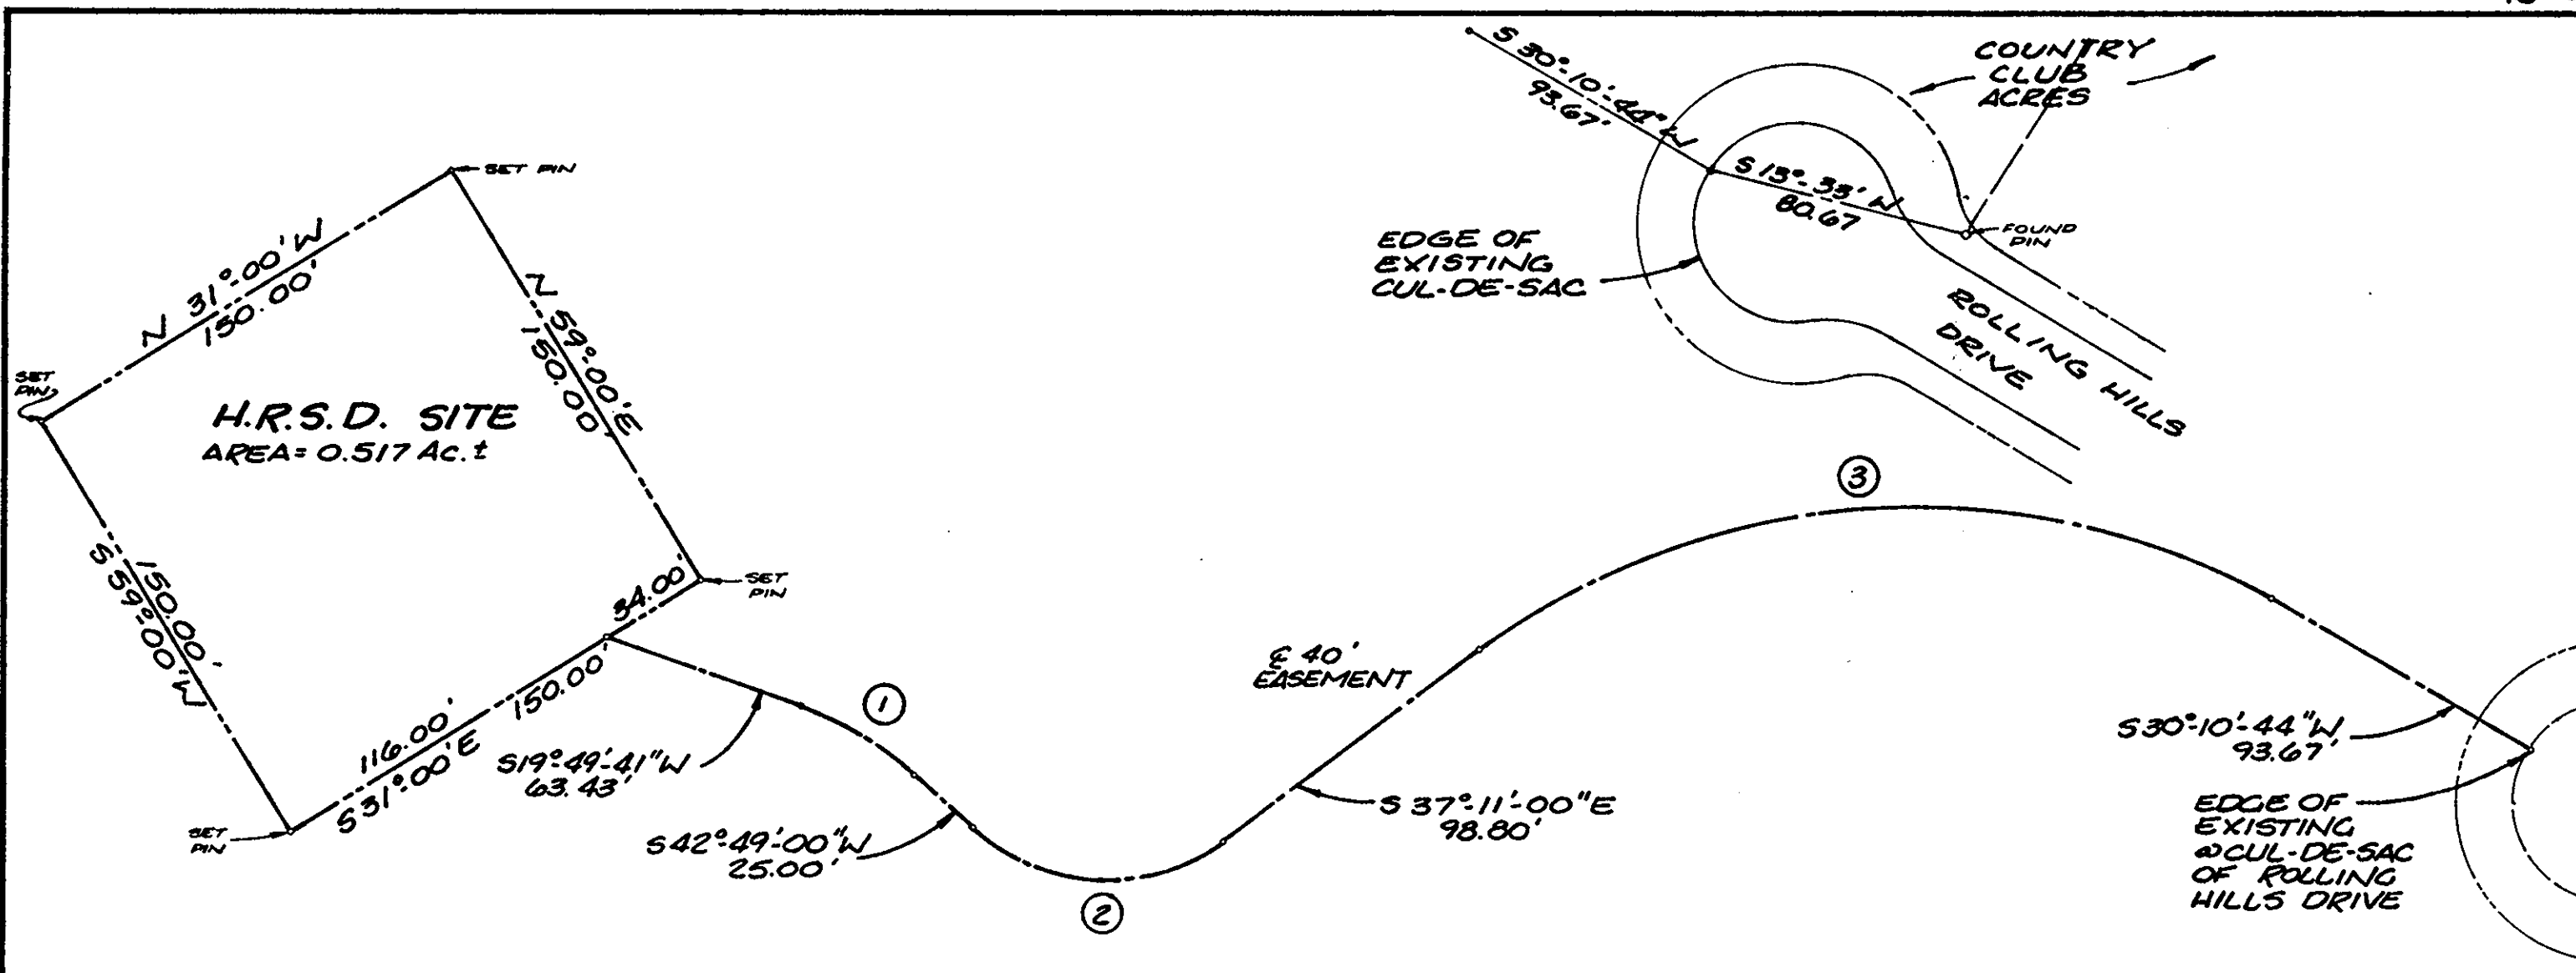 S 30°-10'-44" W
93.67'
COUNTRY
CLUB
ACRES
S 13°-33' W
80.67
FOUND
PIN
EDGE OF
EXISTING
CUL-DE-SAC
ROLLING HILLS
DRIVE
SET PIN
N 31°-00' W
150.00'
N 59°-00' E
150.00'
SET
PIN
H.R.S.D. SITE
AREA = 0.517 AC.±
150.00'
S 59°-00' W
34.00'
SET
PIN
116.00'
150.00'
S 31°-00' E
SET
PIN
1
S19°-49'-41"W
63.43'
S42°-49'-00"W
25.00'
2
℄ 40'
EASEMENT
S 37°-11'-00"E
98.80'
3
S30°-10'-44"W
93.67'
EDGE OF
EXISTING
@ CUL-DE-SAC
OF ROLLING
HILLS DRIVE